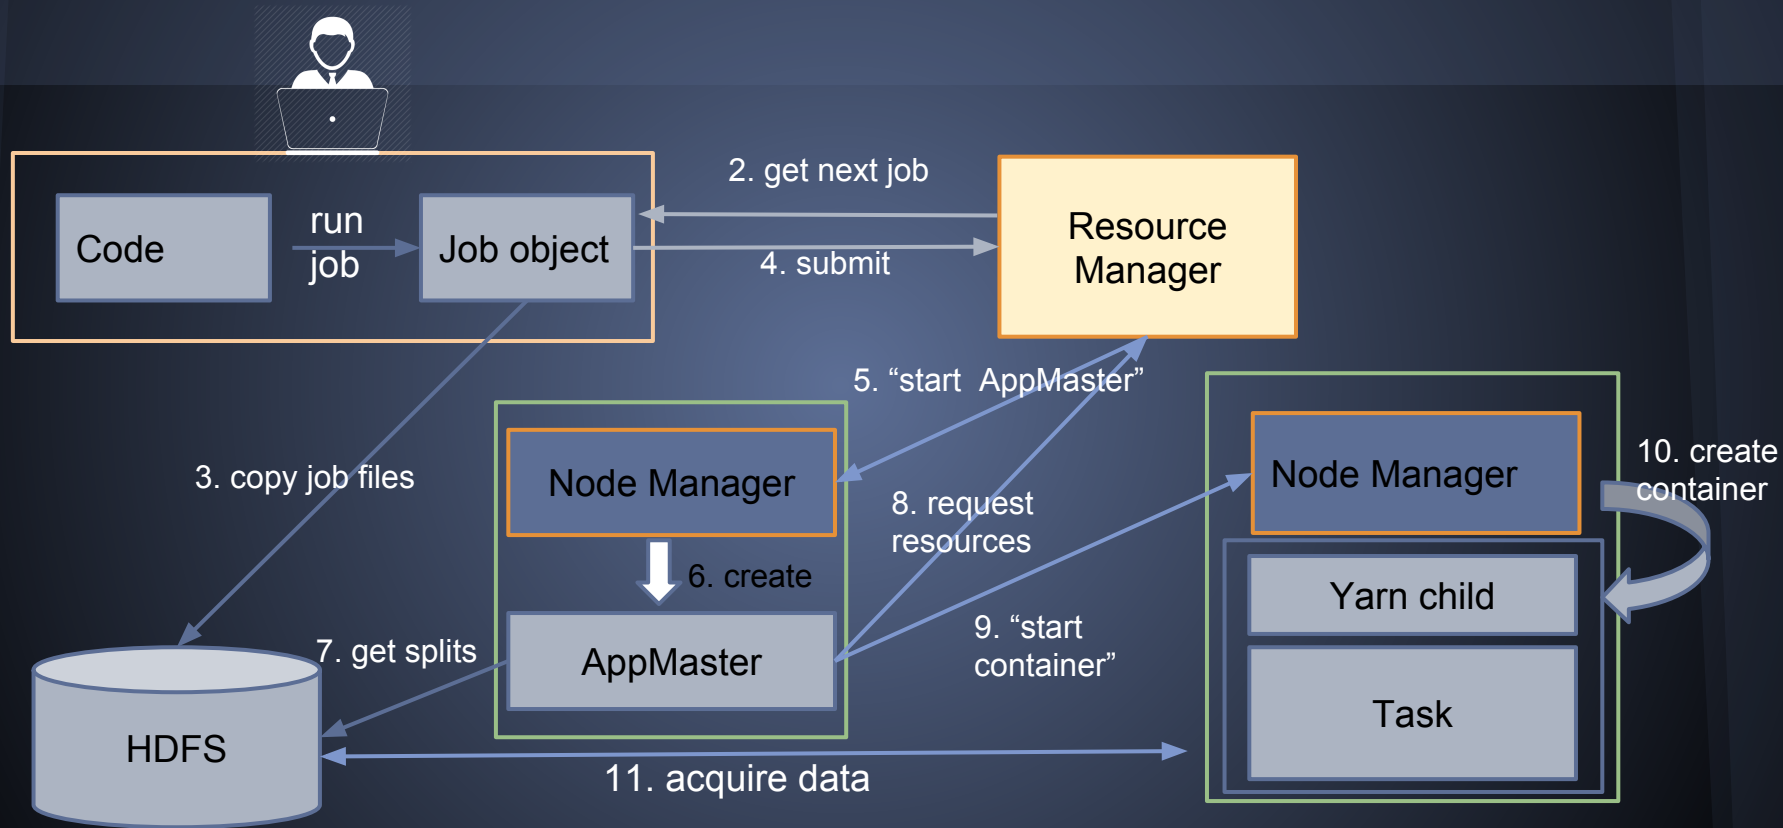 Code
run
job
Job object
2. get next job
4. submit
Resource
Manager
5. “start AppMaster”
3. copy job files
Node Manager
6. create
AppMaster
7. get splits
8. request
resources
9. “start
container”
Node Manager
10. create
container
Yarn child
Task
HDFS
11. acquire data